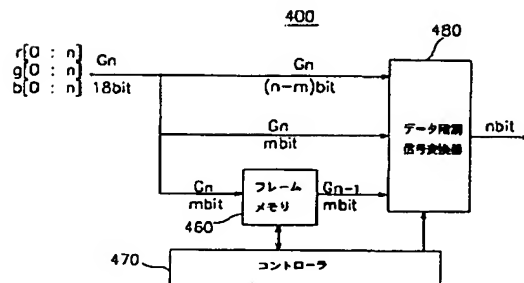 400
480
r[0 : n]
g[0 : n]
b[0 : n]
Gn
18bit
Gn
(n-m)bit
Gn
mbit
データ階調
信号変換器
nbit
Gn
mbit
フレーム
メモリ
Gn-1
mbit
460
470
コントローラ